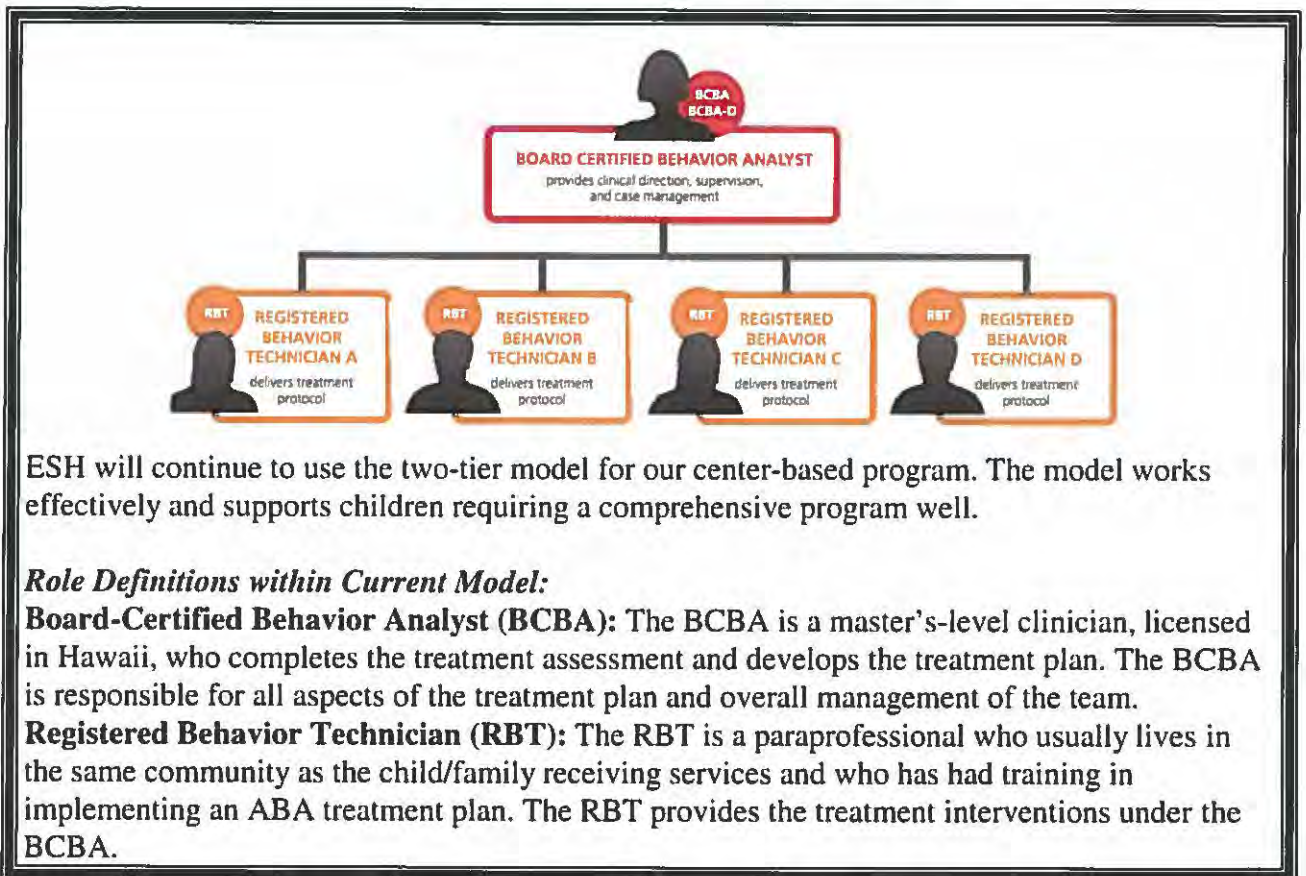 BCBA
BCBA-D
BOARD CERTIFIED BEHAVIOR ANALYST
provides clinical direction, supervision,
and case management
RBT
REGISTERED
BEHAVIOR
TECHNICIAN A
delivers treatment
protocol
RBT
REGISTERED
BEHAVIOR
TECHNICIAN B
delivers treatment
protocol
RBT
REGISTERED
BEHAVIOR
TECHNICIAN C
delivers treatment
protocol
RBT
REGISTERED
BEHAVIOR
TECHNICIAN D
delivers treatment
protocol
ESH will continue to use the two-tier model for our center-based program. The model works
effectively and supports children requiring a comprehensive program well.
Role Definitions within Current Model:
Board-Certified Behavior Analyst (BCBA): The BCBA is a master's-level clinician, licensed
in Hawaii, who completes the treatment assessment and develops the treatment plan. The BCBA
is responsible for all aspects of the treatment plan and overall management of the team.
Registered Behavior Technician (RBT): The RBT is a paraprofessional who usually lives in
the same community as the child/family receiving services and who has had training in
implementing an ABA treatment plan. The RBT provides the treatment interventions under the
BCBA.